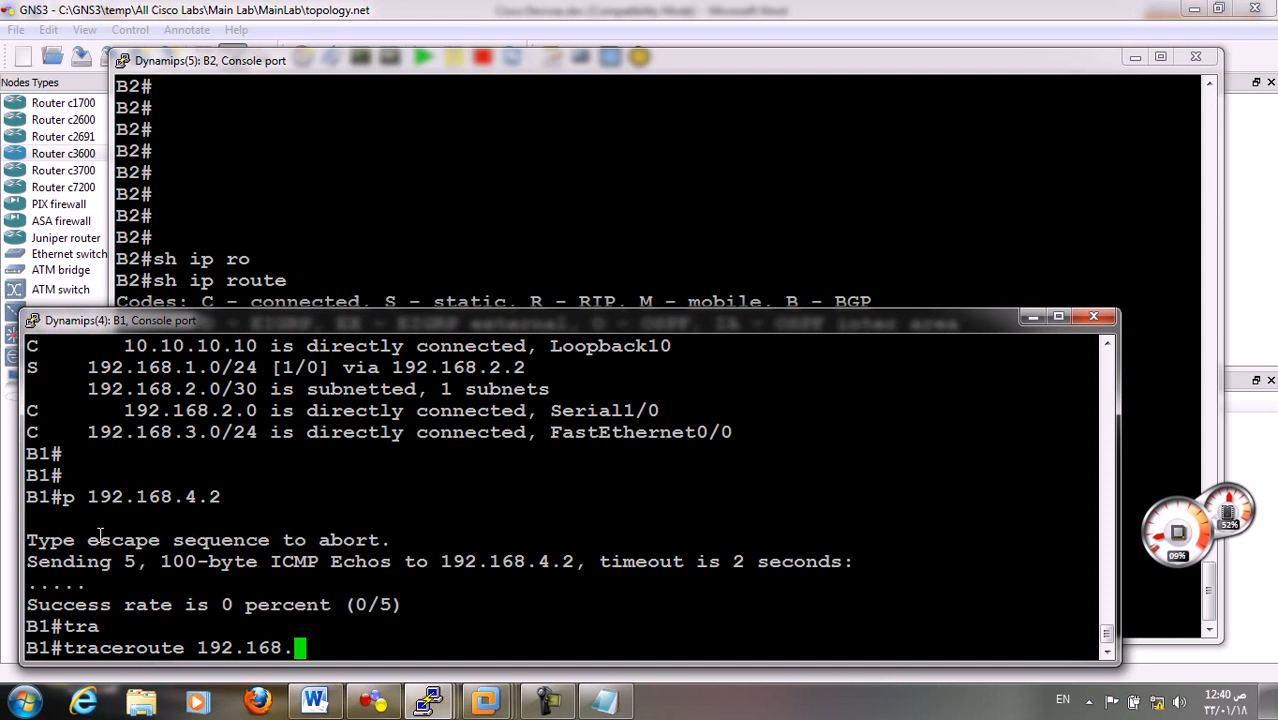 GNS3 - C:\GNS3\temp\All Cisco Labs\Main Lab\MainLab\topology.net
File Edit View Control Annotate Help
Nodes Types
Router c1700
Router c2600
Router c2691
Router c3600
Router c3700
Router c7200
PIX firewall
ASA firewall
Juniper router
Ethernet switch
ATM bridge
ATM switch
Dynamips(5): B2, Console port
B2#
B2#
B2#
B2#
B2#
B2#
B2#
B2#
B2#sh ip ro
B2#sh ip route
Codes: C - connected, S - static, R - RIP, M - mobile, B - BGP
Dynamips(4): B1, Console port
C 10.10.10.10 is directly connected, Loopback10
S 192.168.1.0/24 [1/0] via 192.168.2.2
192.168.2.0/30 is subnetted, 1 subnets
C 192.168.2.0 is directly connected, Serial1/0
C 192.168.3.0/24 is directly connected, FastEthernet0/0
B1#
B1#
B1#p 192.168.4.2
Type escape sequence to abort.
Sending 5, 100-byte ICMP Echos to 192.168.4.2, timeout is 2 seconds:
.....
Success rate is 0 percent (0/5)
B1#tra
B1#traceroute 192.168.
09%
52%
EN
12:40 ص
٣٣/٠١/١٨